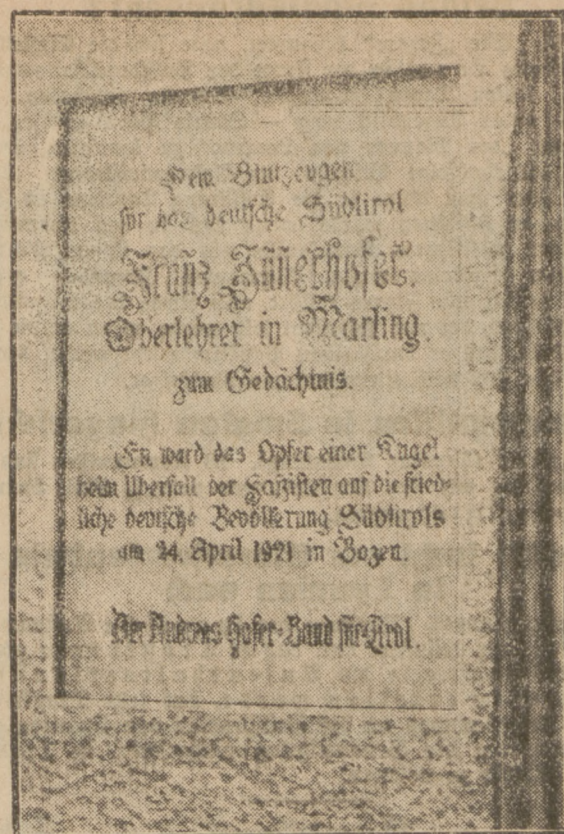 Dem Blutzeugen
für das deutsche Südtirol
Franz Innerhofer.
Oberlehrer in Marling.
zum Gedächtnis.
Er ward das Opfer einer Kugel
beim Überfall der Faszisten auf die fried-
liche deutsche Bevölkerung Südtirols
am 24. April 1921 in Bozen.
Der Andreas Hofer-Bund für Tirol.